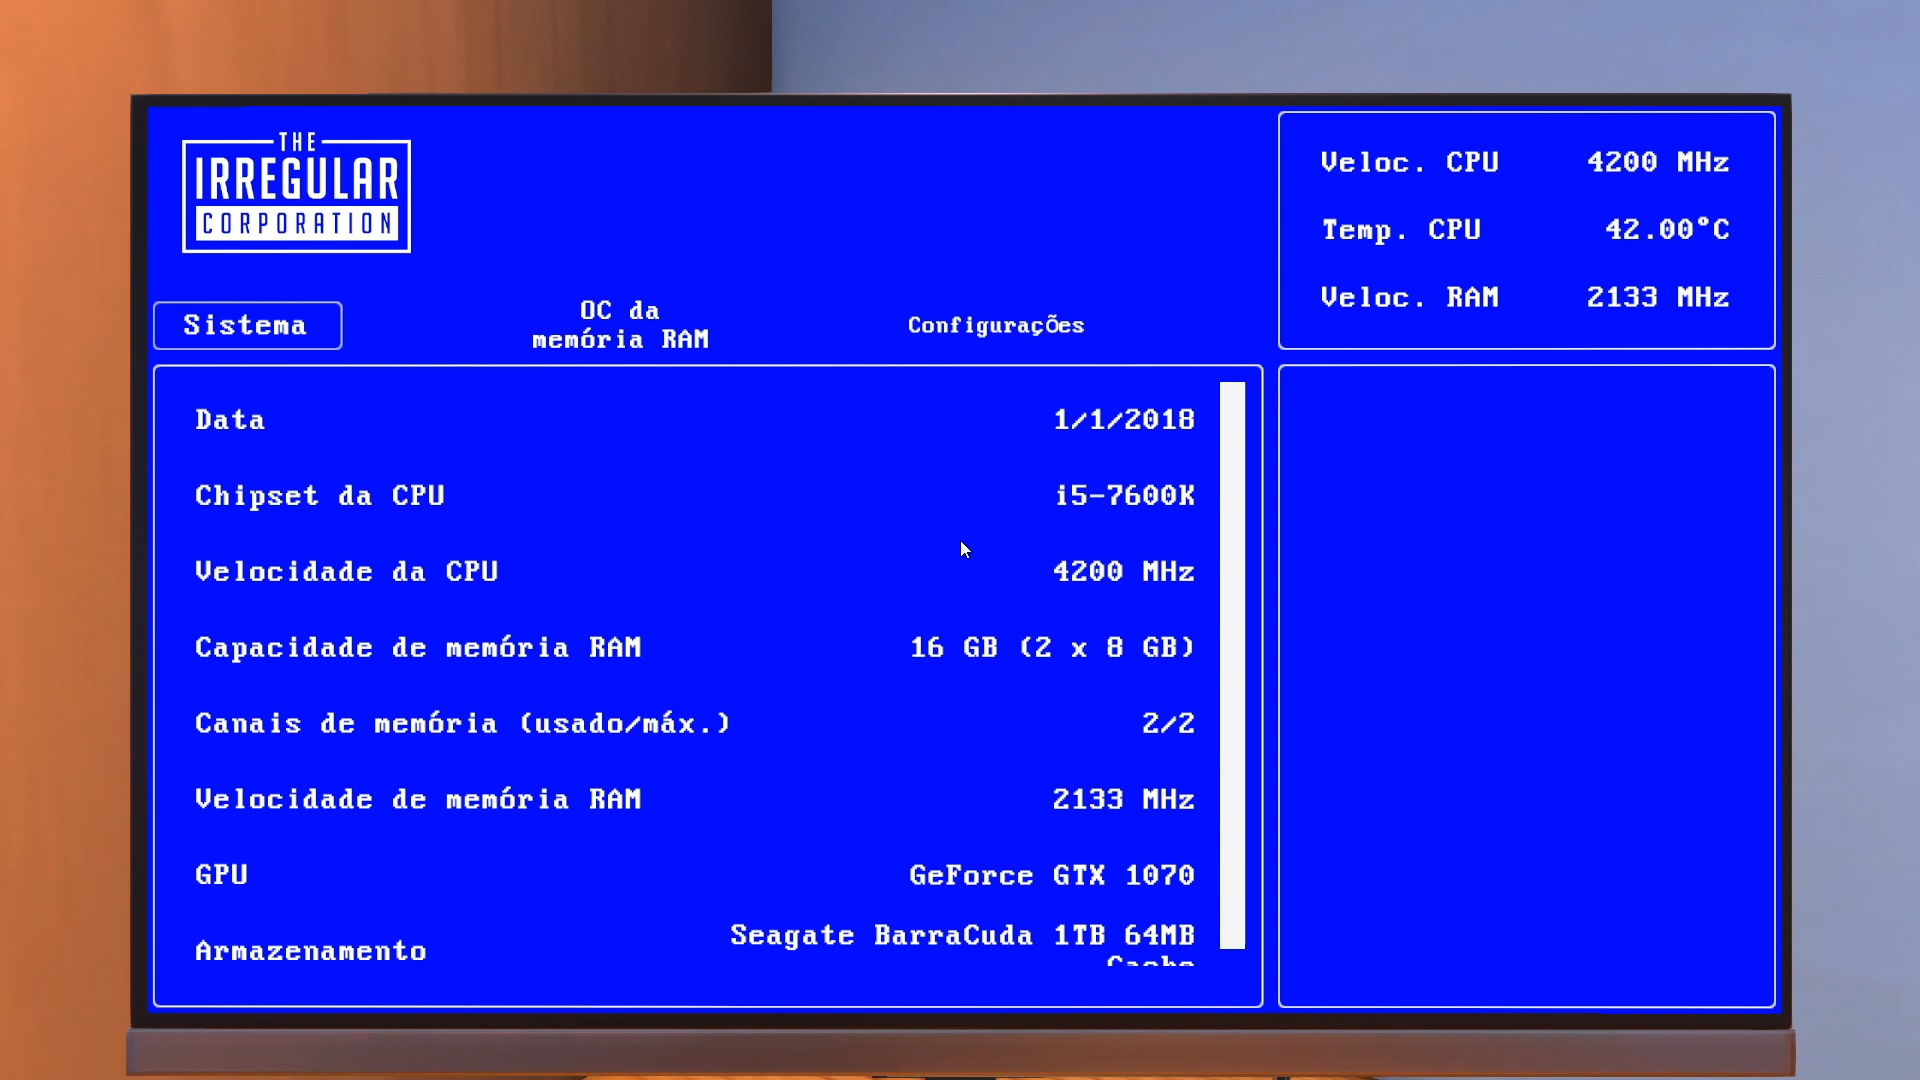 THE
IRREGULAR
CORPORATION
Veloc. CPU 4200 MHz
Temp. CPU 42.00°C
Veloc. RAM 2133 MHz
Sistema
OC da
memória RAM
Configurações
Data 1/1/2018
Chipset da CPU i5-7600K
Velocidade da CPU 4200 MHz
Capacidade de memória RAM 16 GB (2 x 8 GB)
Canais de memória (usado/máx.) 2/2
Velocidade de memória RAM 2133 MHz
GPU GeForce GTX 1070
Armazenamento Seagate BarraCuda 1TB 64MB
Cache